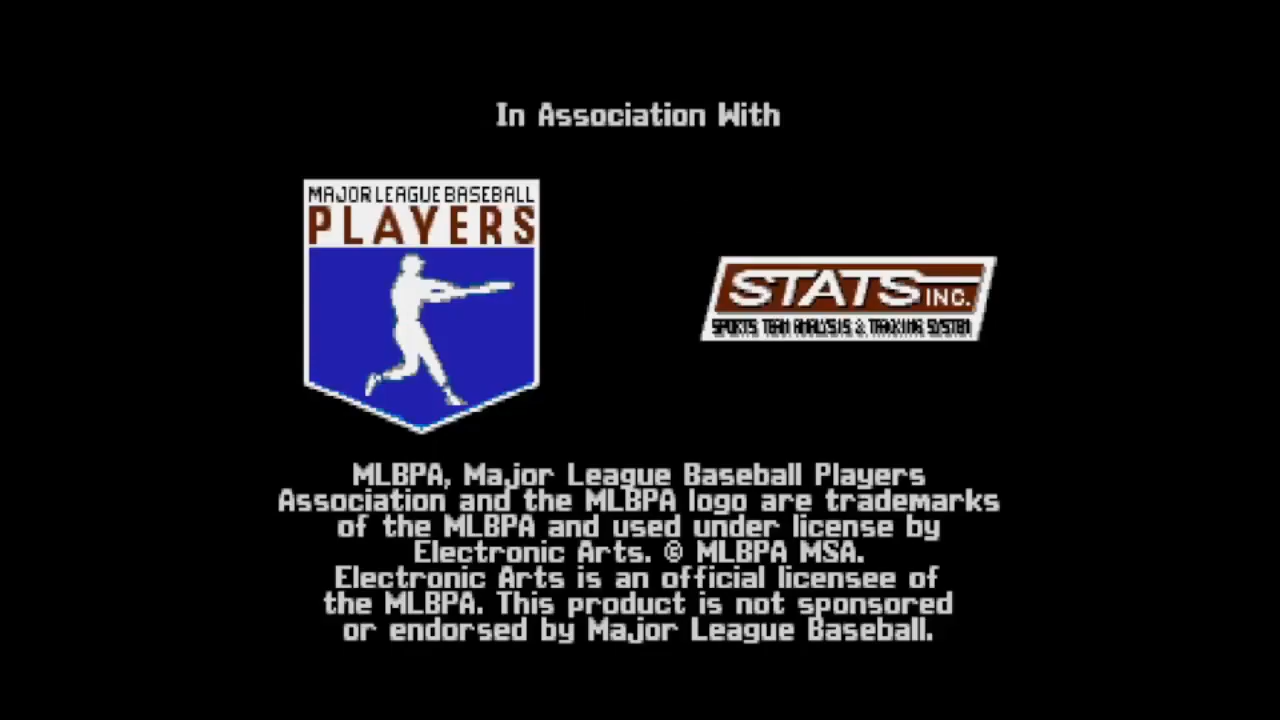 In Association With
MAJOR LEAGUE BASEBALL
PLAYERS
STATS INC.
SPORTS TEAM ANALYSIS & TRACKING SYSTEM
MLBPA, Major League Baseball Players
Association and the MLBPA logo are trademarks
of the MLBPA and used under license by
Electronic Arts. © MLBPA MSA.
Electronic Arts is an official licensee of
the MLBPA. This product is not sponsored
or endorsed by Major League Baseball.